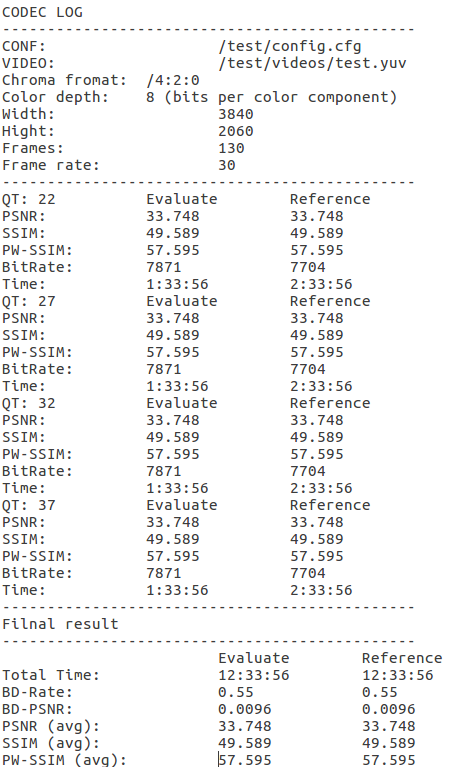 CODEC LOG
----------------------------------------------
CONF: /test/config.cfg
VIDEO: /test/videos/test.yuv
Chroma fromat: /4:2:0
Color depth: 8 (bits per color component)
Width: 3840
Hight: 2060
Frames: 130
Frame rate: 30
----------------------------------------------
QT: 22 Evaluate Reference
PSNR: 33.748 33.748
SSIM: 49.589 49.589
PW-SSIM: 57.595 57.595
BitRate: 7871 7704
Time: 1:33:56 2:33:56
QT: 27 Evaluate Reference
PSNR: 33.748 33.748
SSIM: 49.589 49.589
PW-SSIM: 57.595 57.595
BitRate: 7871 7704
Time: 1:33:56 2:33:56
QT: 32 Evaluate Reference
PSNR: 33.748 33.748
SSIM: 49.589 49.589
PW-SSIM: 57.595 57.595
BitRate: 7871 7704
Time: 1:33:56 2:33:56
QT: 37 Evaluate Reference
PSNR: 33.748 33.748
SSIM: 49.589 49.589
PW-SSIM: 57.595 57.595
BitRate: 7871 7704
Time: 1:33:56 2:33:56
----------------------------------------------
Filnal result
----------------------------------------------
Evaluate Reference
Total Time: 12:33:56 12:33:56
BD-Rate: 0.55 0.55
BD-PSNR: 0.0096 0.0096
PSNR (avg): 33.748 33.748
SSIM (avg): 49.589 49.589
PW-SSIM (avg): 57.595 57.595